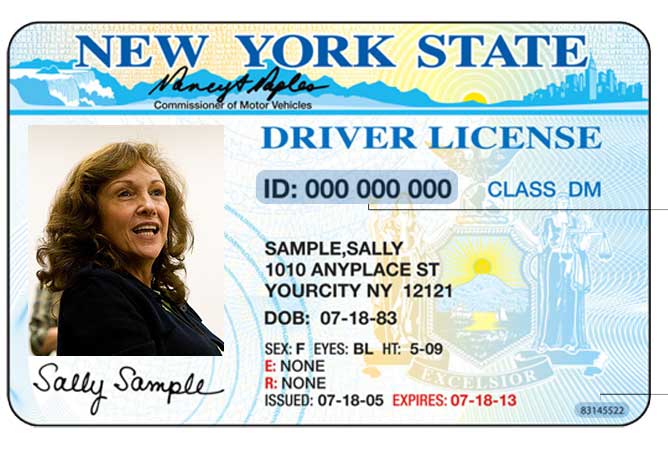 NEW YORK STATE
Nancy A Naples
Commissioner of Motor Vehicles
DRIVER LICENSE
ID: 000 000 000 CLASS DM
SAMPLE,SALLY
1010 ANYPLACE ST
YOURCITY NY 12121
DOB: 07-18-83
SEX: F EYES: BL HT: 5-09
E: NONE
R: NONE
ISSUED: 07-18-05 EXPIRES: 07-18-13
Sally Sample
EXCELSIOR
83145522